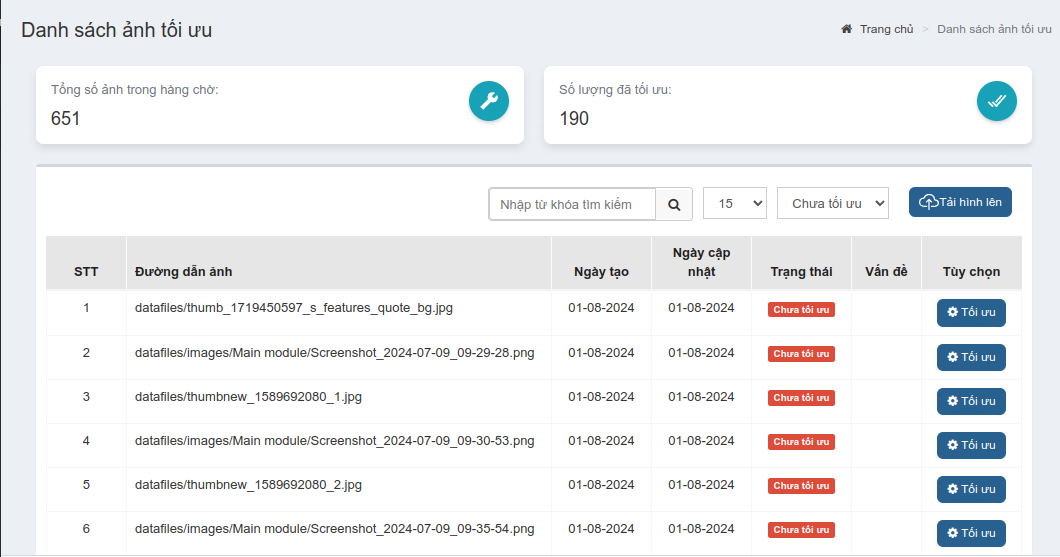 Danh sách ảnh tối ưu
Trang chủ > Danh sách ảnh tối ưu
Tổng số ảnh trong hàng chờ:
651
Số lượng đã tối ưu:
190
Nhập từ khóa tìm kiếm
15
Chưa tối ưu
Tải hình lên
STT Đường dẫn ảnh Ngày tạo Ngày cập nhật Trạng thái Vấn đề Tùy chọn
1 datafiles/thumb_1719450597_s_features_quote_bg.jpg 01-08-2024 01-08-2024 Chưa tối ưu Tối ưu
2 datafiles/images/Main module/Screenshot_2024-07-09_09-29-28.png 01-08-2024 01-08-2024 Chưa tối ưu Tối ưu
3 datafiles/thumbnew_1589692080_1.jpg 01-08-2024 01-08-2024 Chưa tối ưu Tối ưu
4 datafiles/images/Main module/Screenshot_2024-07-09_09-30-53.png 01-08-2024 01-08-2024 Chưa tối ưu Tối ưu
5 datafiles/thumbnew_1589692080_2.jpg 01-08-2024 01-08-2024 Chưa tối ưu Tối ưu
6 datafiles/images/Main module/Screenshot_2024-07-09_09-35-54.png 01-08-2024 01-08-2024 Chưa tối ưu Tối ưu